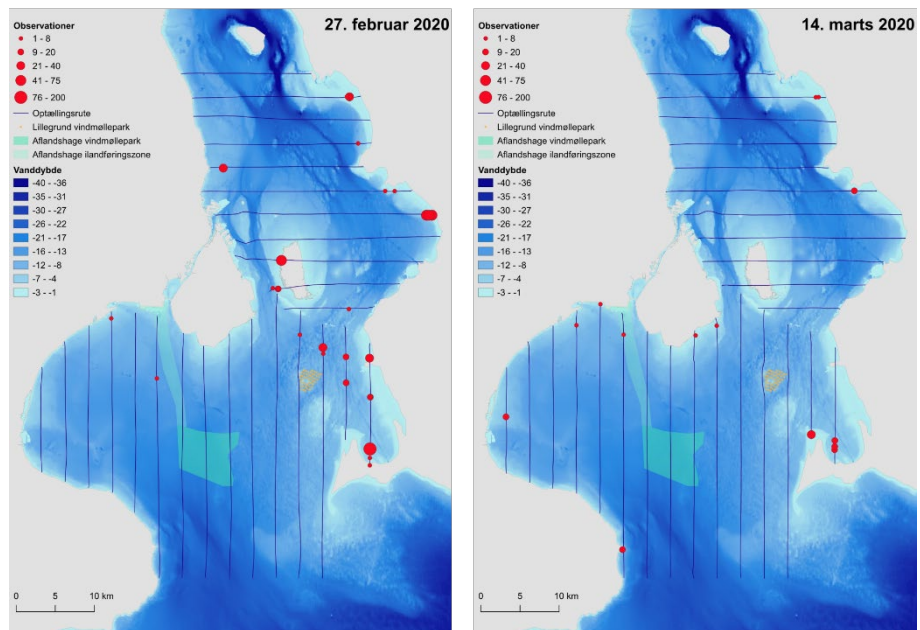 27. februar 2020
Observationer
1 - 8
9 - 20
21 - 40
41 - 75
76 - 200
Optællingsrute
Lillegrund vindmøllepark
Aflandshage vindmøllepark
Aflandshage ilandføringszone
Vanddybde
-40 - -36
-35 - -31
-30 - -27
-26 - -22
-21 - -17
-16 - -13
-12 - -8
-7 - -4
-3 - -1
0 5 10 km
14. marts 2020
Observationer
1 - 8
9 - 20
21 - 40
41 - 75
76 - 200
Optællingsrute
Lillegrund vindmøllepark
Aflandshage vindmøllepark
Aflandshage ilandføringszone
Vanddybde
-40 - -36
-35 - -31
-30 - -27
-26 - -22
-21 - -17
-16 - -13
-12 - -8
-7 - -4
-3 - -1
0 5 10 km